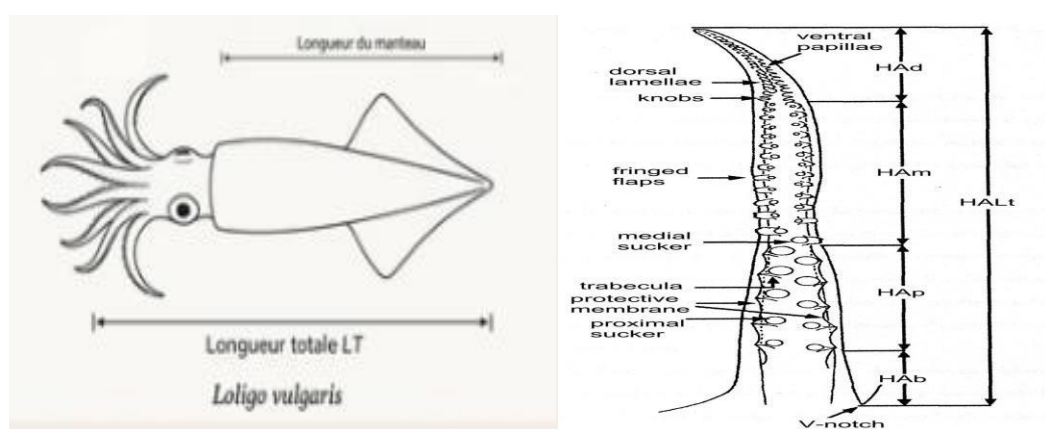 Longueur du manteau
Longueur totale LT
Loligo vulgaris
ventral
papillae
dorsal
lamellae
knobs
fringed
flaps
medial
sucker
trabecula
protective
membrane
proximal
sucker
V-notch
HAd
HAm
HAp
HAb
HALt